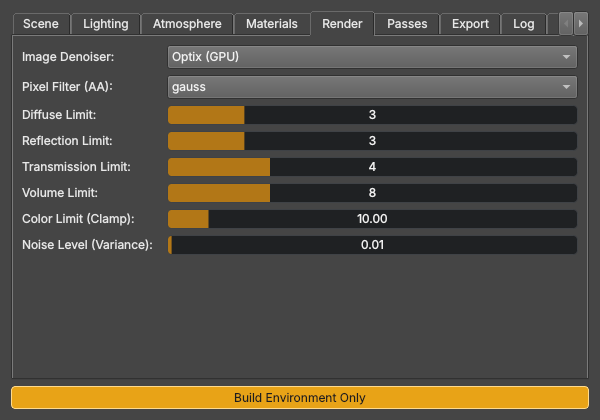 Scene Lighting Atmosphere Materials Render Passes Export Log
Image Denoiser: Optix (GPU)
Pixel Filter (AA): gauss
Diffuse Limit: 3
Reflection Limit: 3
Transmission Limit: 4
Volume Limit: 8
Color Limit (Clamp): 10.00
Noise Level (Variance): 0.01
Build Environment Only